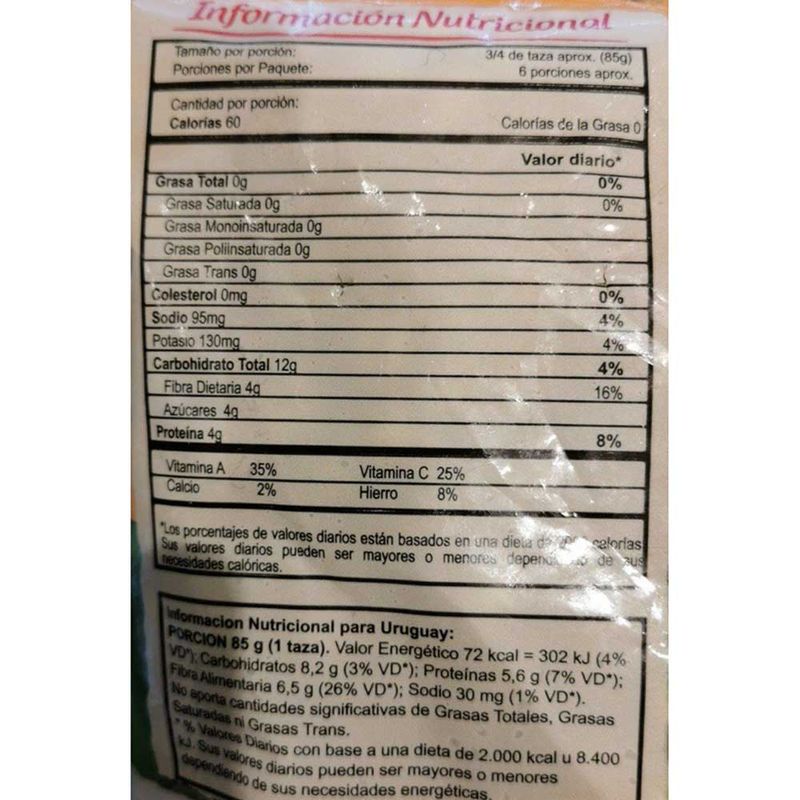 Información Nutricional
Tamaño por porción: 3/4 de taza aprox. (85g)
Porciones por Paquete: 6 porciones aprox.
Cantidad por porción:
Calorías 60 Calorías de la Grasa 0
Valor diario*
Grasa Total 0g 0%
Grasa Saturada 0g 0%
Grasa Monoinsaturada 0g
Grasa Poliinsaturada 0g
Grasa Trans 0g
Colesterol 0mg 0%
Sodio 95mg 4%
Potasio 130mg 4%
Carbohidrato Total 12g 4%
Fibra Dietaria 4g 16%
Azúcares 4g
Proteína 4g 8%
Vitamina A 35% Vitamina C 25%
Calcio 2% Hierro 8%
*Los porcentajes de valores diarios están basados en una dieta de calorías
Sus valores diarios pueden ser mayores o menores dependiendo de sus
necesidades calóricas.
Informacion Nutricional para Uruguay:
PORCION 85 g (1 taza). Valor Energético 72 kcal = 302 kJ (4%
VD*); Carbohidratos 8,2 g (3% VD*); Proteínas 5,6 g (7% VD*);
Fibra Alimentaria 6,5 g (26% VD*); Sodio 30 mg (1% VD*).
No aporta cantidades significativas de Grasas Totales, Grasas
Saturadas ni Grasas Trans.
* % Valores Diarios con base a una dieta de 2.000 kcal u 8.400
kJ. Sus valores diarios pueden ser mayores o menores
dependiendo de sus necesidades energéticas.